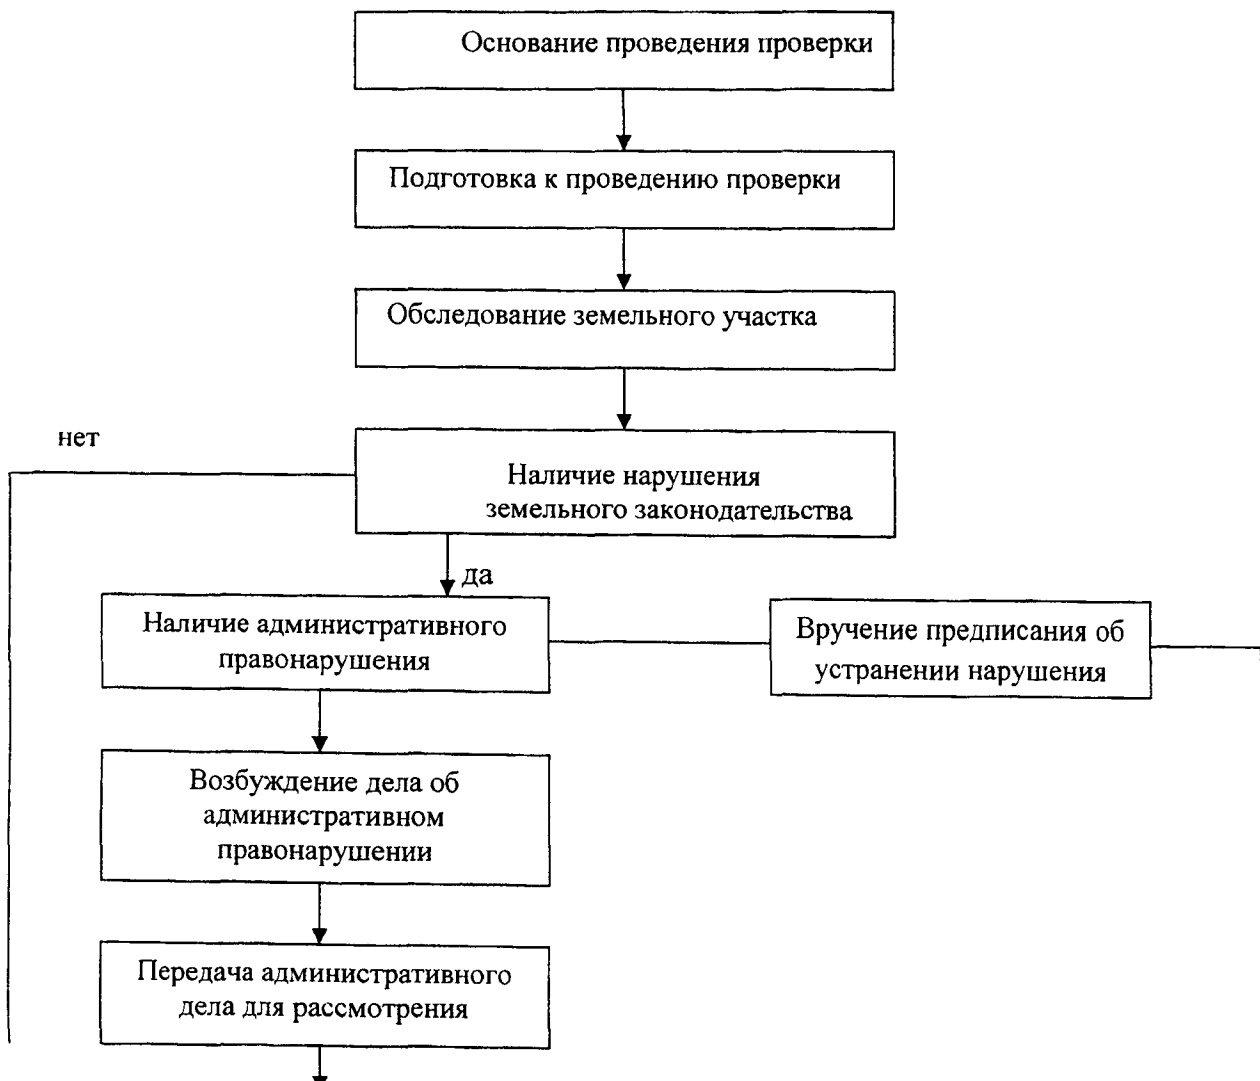 Основание проведения проверки
Подготовка к проведению проверки
Обследование земельного участка
нет
Наличие нарушения
земельного законодательства
да
Наличие административного
правонарушения
Вручение предписания об
устранении нарушения
Возбуждение дела об
административном
правонарушении
Передача административного
дела для рассмотрения